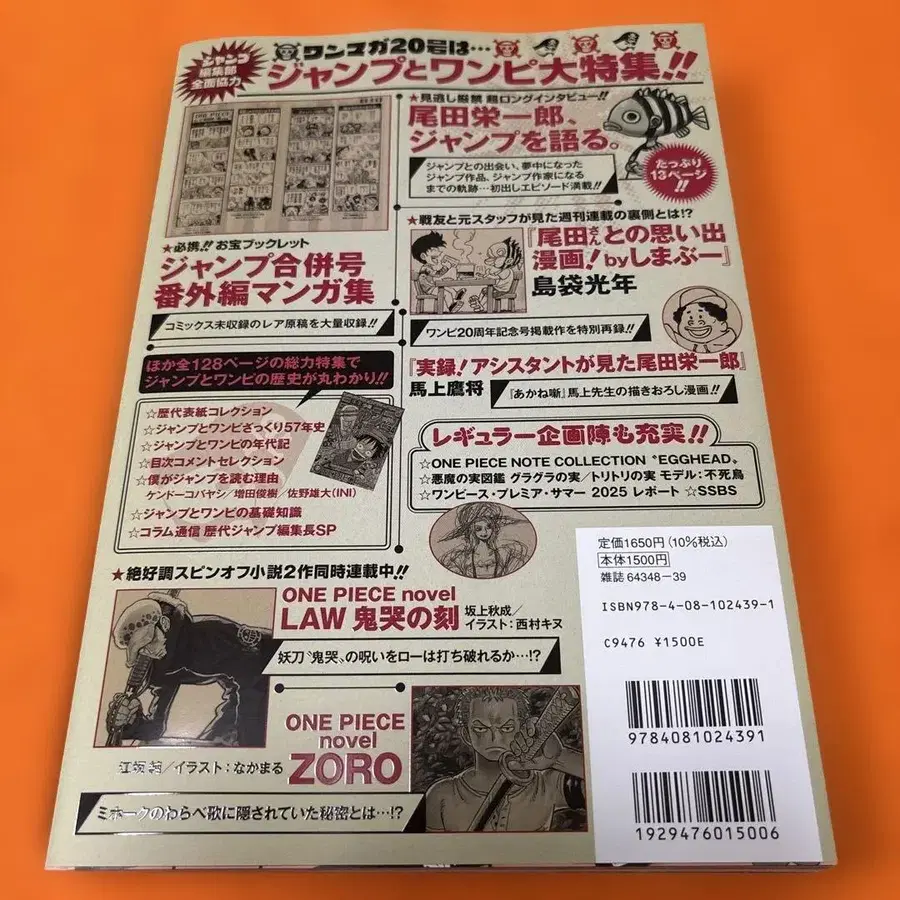 ジャンプ
編集部
全面協力
ワンマガ20号は…
ジャンプとワンピ大特集!!
★見逃し厳禁 超ロングインタビュー!!
尾田栄一郎、
ジャンプを語る。
ジャンプとの出会い、夢中になった
ジャンプ作品、ジャンプ作家になる
までの軌跡…初出しエピソード満載!!
たっぷり
13ページ
!!
★必携!! お宝ブックレット
ジャンプ合併号
番外編マンガ集
コミックス未収録のレア原稿を大量収録!!
★戦友と元スタッフが見た週刊連載の裏側とは!?
『尾田さんとの思い出
漫画!byしまぶー』
島袋光年
ワンピ20周年記念号掲載作を特別再録!!
『実録!アシスタントが見た尾田栄一郎』
馬上鷹将
『あかね噺』馬上先生の描きおろし漫画!!
ほか全128ページの総力特集で
ジャンプとワンピの歴史が丸わかり!!
☆歴代表紙コレクション
☆ジャンプとワンピざっくり57年史
☆ジャンプとワンピの年代記
☆目次コメントセレクション
☆僕がジャンプを読む理由
ケンドーコバヤシ/増田俊樹/佐野雄大(INI)
☆ジャンプとワンピの基礎知識
☆コラム通信 歴代ジャンプ編集長SP
レギュラー企画陣も充実!!
☆ONE PIECE NOTE COLLECTION〝EGGHEAD〟
☆悪魔の実図鑑 グラグラの実/トリトリの実 モデル:不死鳥
☆ワンピース・プレミア・サマー 2025 レポート ☆SSBS
★絶好調スピンオフ小説2作同時連載中!!
ONE PIECE novel
LAW 鬼哭の刻
坂上秋成/
イラスト:西村キヌ
妖刀〝鬼哭〟の呪いをローは打ち破れるか…!?
ONE PIECE
novel
ZORO
江坂純/イラスト:なかまる
ミホークのわらべ歌に隠されていた秘密とは…!?
定価1650円(10%税込)
本体1500円
雑誌 64348-39
ISBN978-4-08-102439-1
C9476 ¥1500E
9784081024391
1929476015006